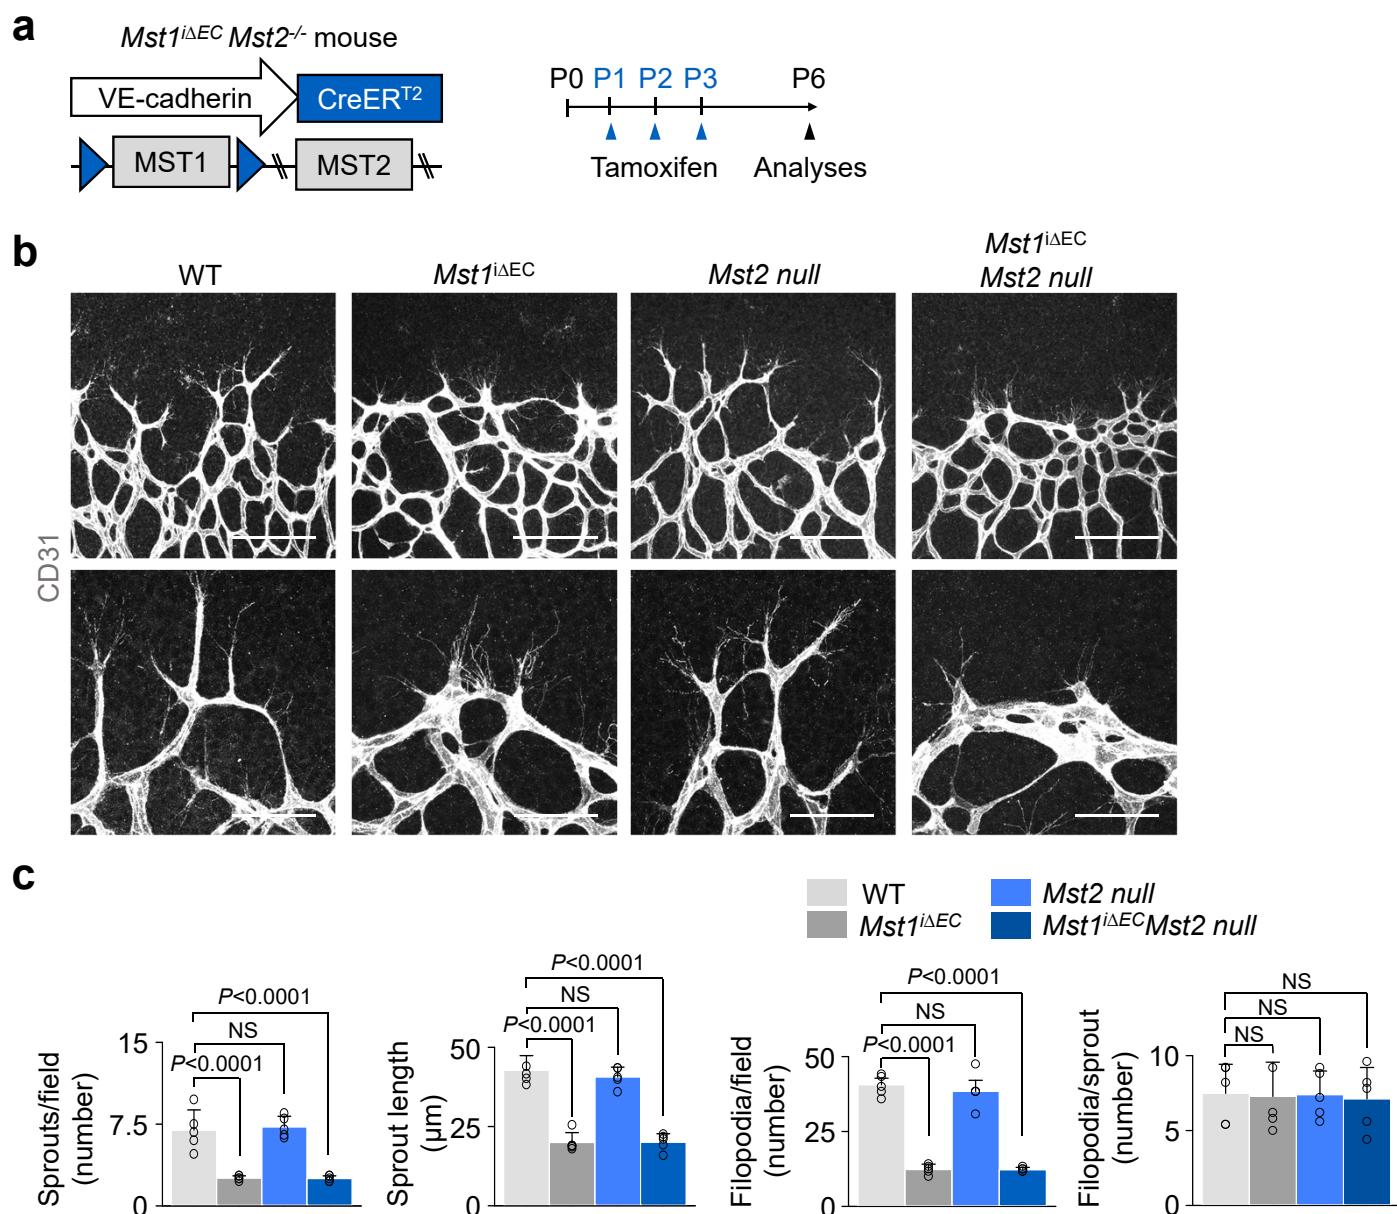 a
Mst1iΔEC Mst2-/- mouse
VE-cadherin
CreERT2
MST1
MST2
P0 P1 P2 P3 P6
Tamoxifen
Analyses
b
WT
Mst1iΔEC
Mst2 null
Mst1iΔEC
Mst2 null
CD31
c
WT
Mst2 null
Mst1iΔEC
Mst1iΔECMst2 null
Sprouts/field
(number)
15
7.5
0
P<0.0001
NS
P<0.0001
Sprout length
(μm)
50
25
0
P<0.0001
NS
P<0.0001
Filopodia/field
(number)
50
25
0
P<0.0001
NS
P<0.0001
Filopodia/sprout
(number)
10
5
0
NS
NS
NS